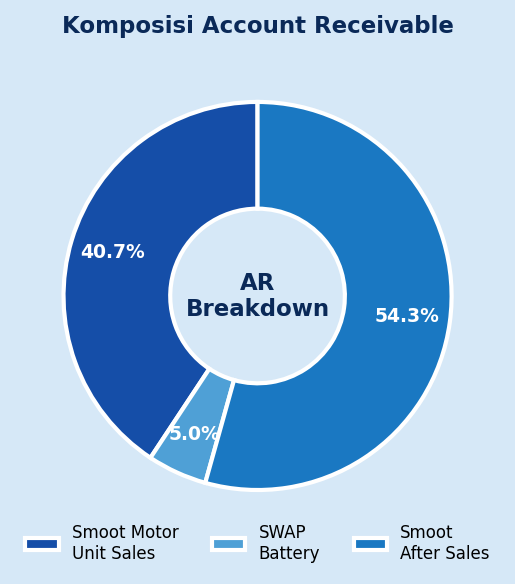 Komposisi Account Receivable
40.7%
AR
Breakdown
54.3%
5.0%
Smoot Motor
Unit Sales
SWAP
Battery
Smoot
After Sales